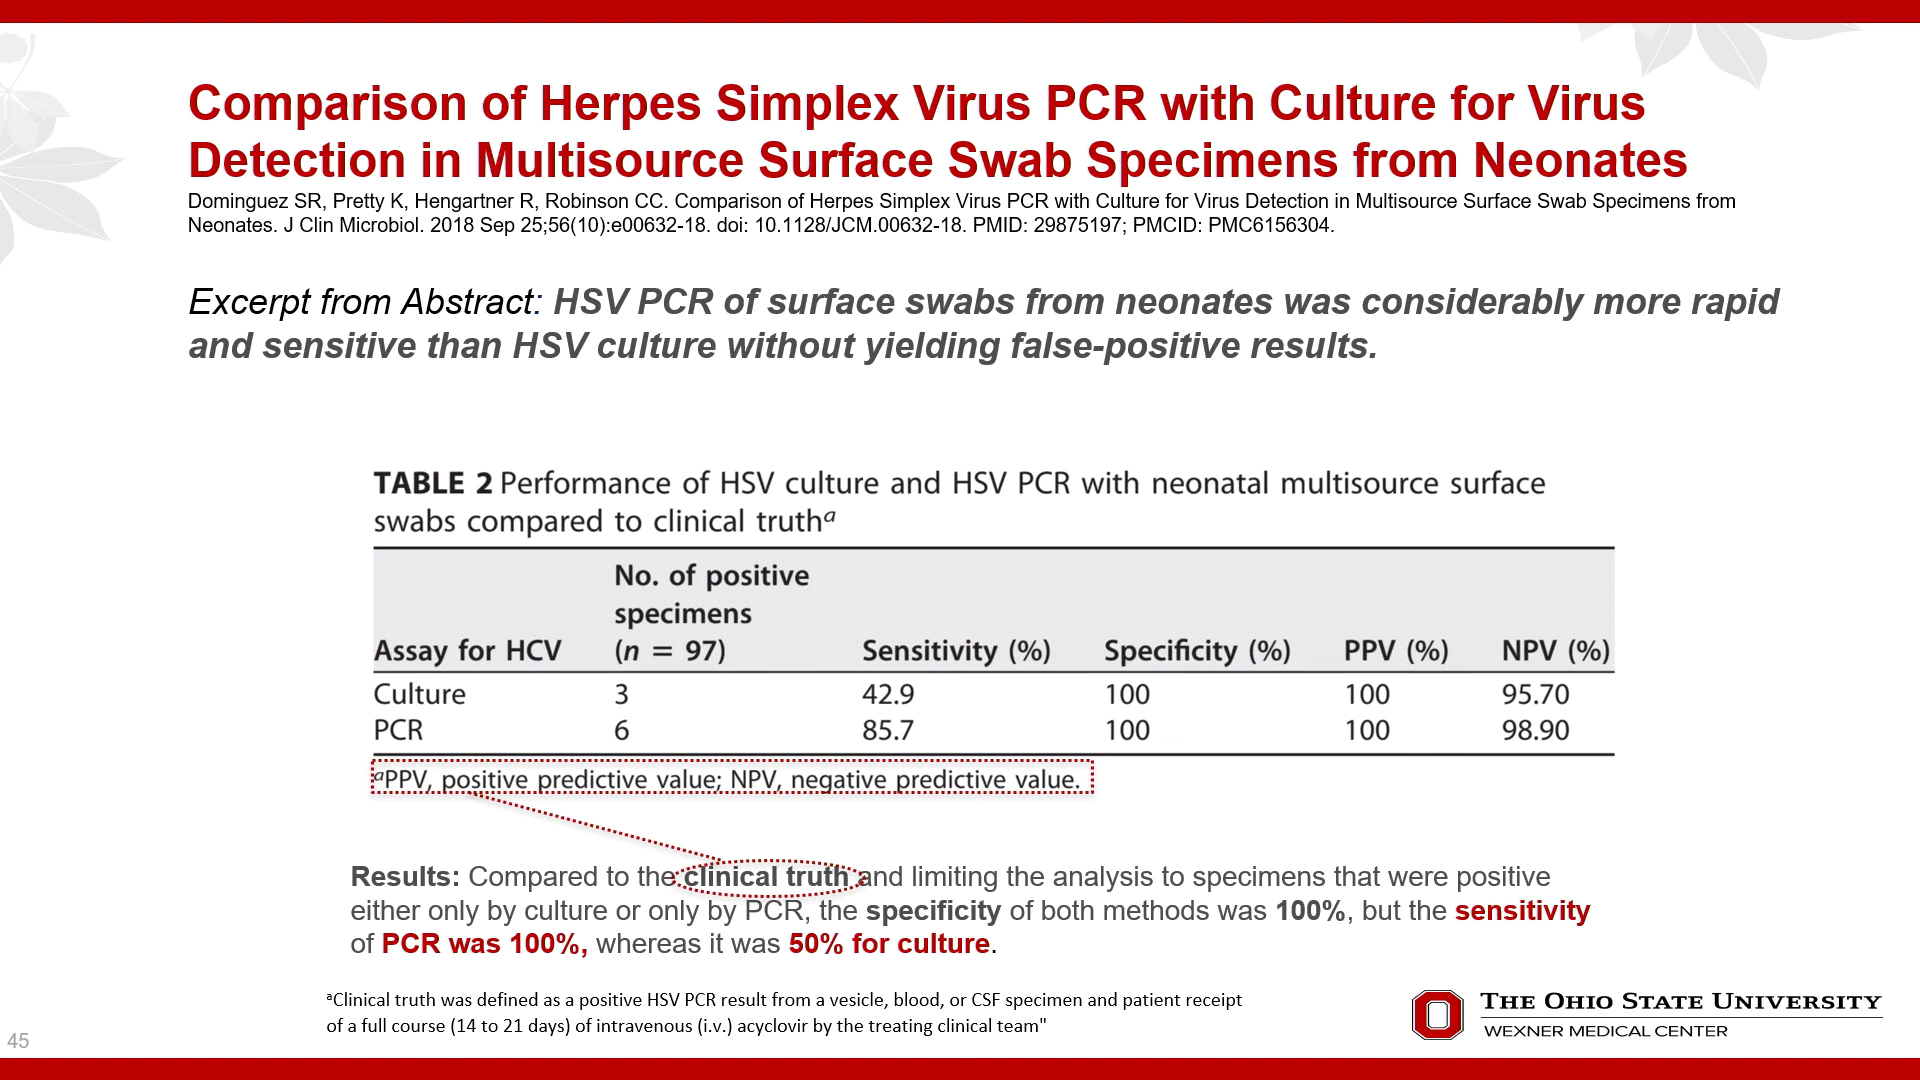 Comparison of Herpes Simplex Virus PCR with Culture for Virus
Detection in Multisource Surface Swab Specimens from Neonates
Dominguez SR, Pretty K, Hengartner R, Robinson CC. Comparison of Herpes Simplex Virus PCR with Culture for Virus Detection in Multisource Surface Swab Specimens from
Neonates. J Clin Microbiol. 2018 Sep 25;56(10):e00632-18. doi: 10.1128/JCM.00632-18. PMID: 29875197; PMCID: PMC6156304.
Excerpt from Abstract: HSV PCR of surface swabs from neonates was considerably more rapid
and sensitive than HSV culture without yielding false-positive results.
TABLE 2 Performance of HSV culture and HSV PCR with neonatal multisource surface
swabs compared to clinical truthᵃ
No. of positive
specimens
Assay for HCV (n = 97) Sensitivity (%) Specificity (%) PPV (%) NPV (%)
Culture 3 42.9 100 100 95.70
PCR 6 85.7 100 100 98.90
ᵃPPV, positive predictive value; NPV, negative predictive value.
Results: Compared to the clinical truth and limiting the analysis to specimens that were positive
either only by culture or only by PCR, the specificity of both methods was 100%, but the sensitivity
of PCR was 100%, whereas it was 50% for culture.
ᵃClinical truth was defined as a positive HSV PCR result from a vesicle, blood, or CSF specimen and patient receipt
of a full course (14 to 21 days) of intravenous (i.v.) acyclovir by the treating clinical team"
THE OHIO STATE UNIVERSITY
WEXNER MEDICAL CENTER
45